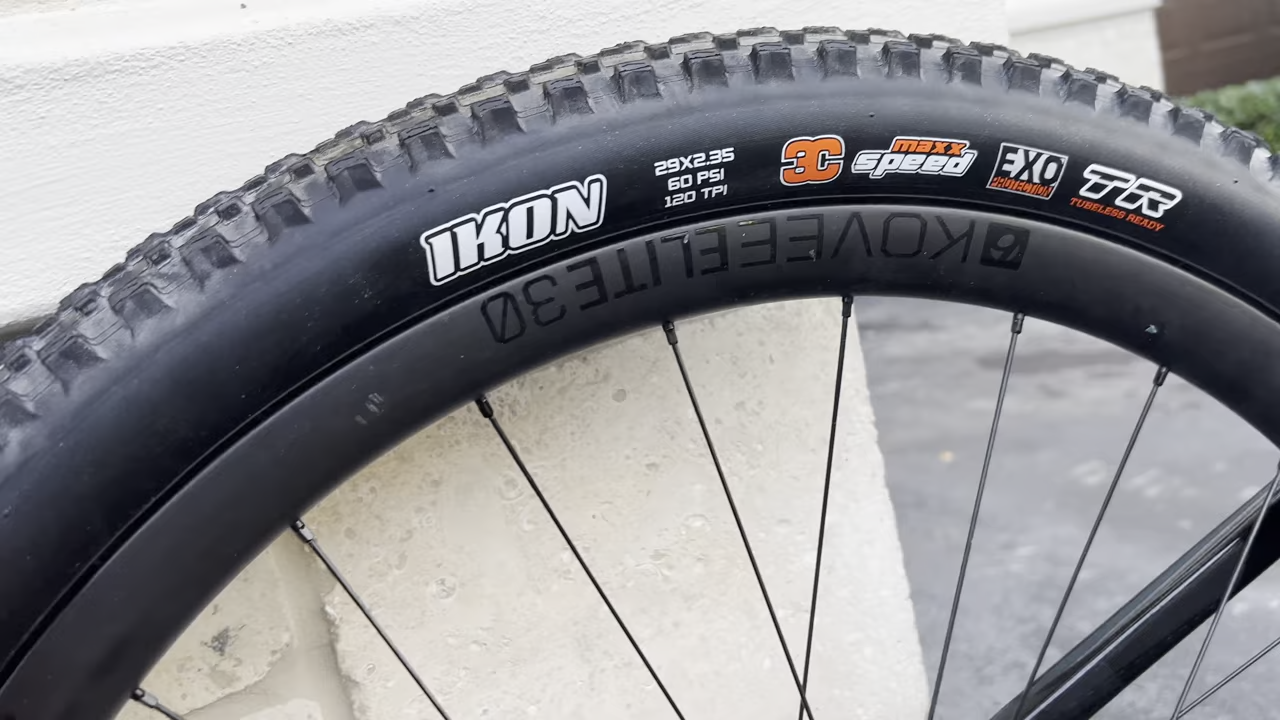 IKON
29X2.35
60 PSI
120 TPI
3C
maxx
speed
EXO
PROTECTION
TR
TUBELESS READY
KOVEE ELITE 30